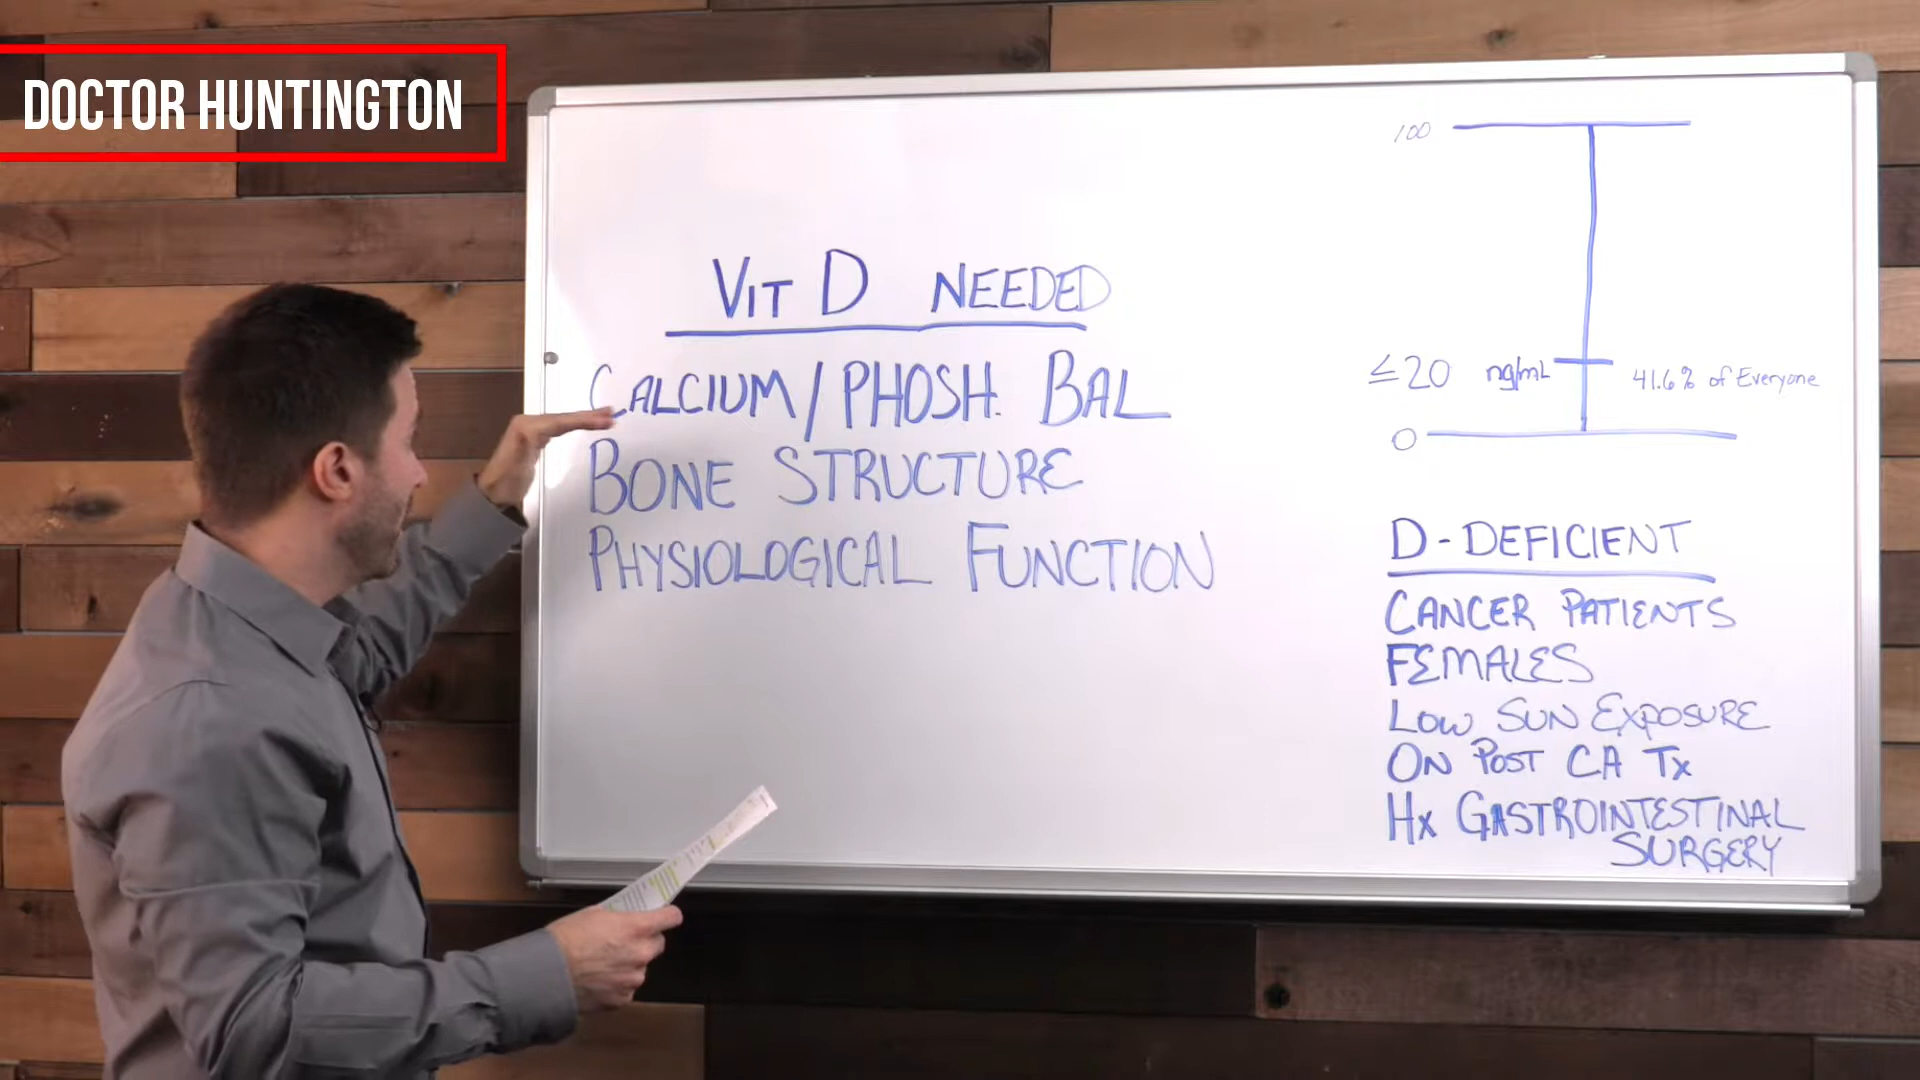 DOCTOR HUNTINGTON
VIT D NEEDED
CALCIUM/PHOSH. BAL
BONE STRUCTURE
PHYSIOLOGICAL FUNCTION
100
≤20 ng/mL 41.6% of Everyone
0
D-DEFICIENT
CANCER PATIENTS
FEMALES
LOW SUN EXPOSURE
ON POST CA TX
HX GASTROINTESTINAL
SURGERY